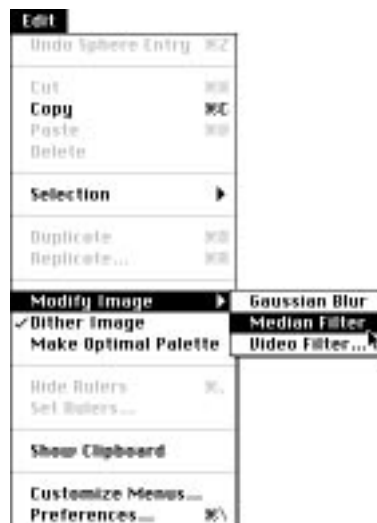 Edit
Undo Sphere Entry ⌘Z
Cut ⌘X
Copy ⌘C
Paste ⌘V
Delete
Selection
Duplicate ⌘D
Replicate... ⌘R
Modify Image
Gaussian Blur
✓Dither Image
Median Filter
Make Optimal Palette
Video Filter...
Hide Rulers
Set Rulers...
Show Clipboard
Customize Menus...
Preferences... ⌘\